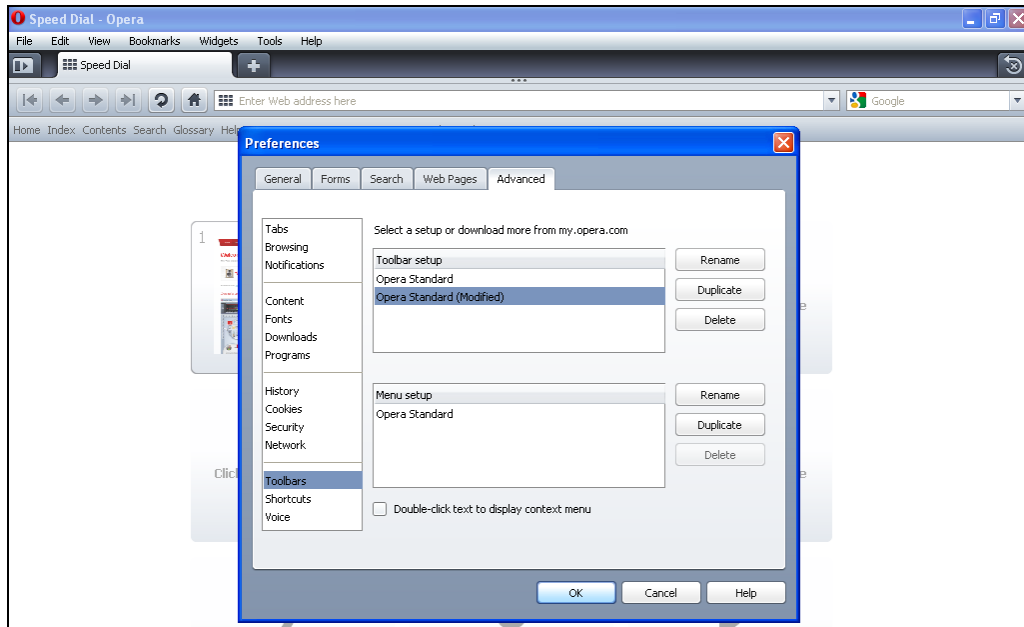 Speed Dial - Opera
File Edit View Bookmarks Widgets Tools Help
Speed Dial
Enter Web address here
Google
Home Index Contents Search Glossary Help
Preferences
General Forms Search Web Pages Advanced
Tabs
Browsing
Notifications
Content
Fonts
Downloads
Programs
History
Cookies
Security
Network
Toolbars
Shortcuts
Voice
Select a setup or download more from my.opera.com
Toolbar setup
Opera Standard
Opera Standard (Modified)
Rename
Duplicate
Delete
Menu setup
Opera Standard
Rename
Duplicate
Delete
Double-click text to display context menu
OK Cancel Help
1